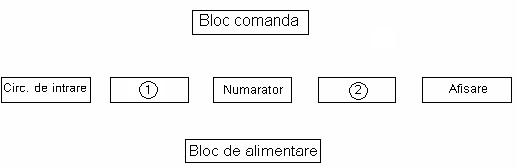 Bloc comanda
Circ. de intrare
1
Numarator
2
Afisare
Bloc de alimentare